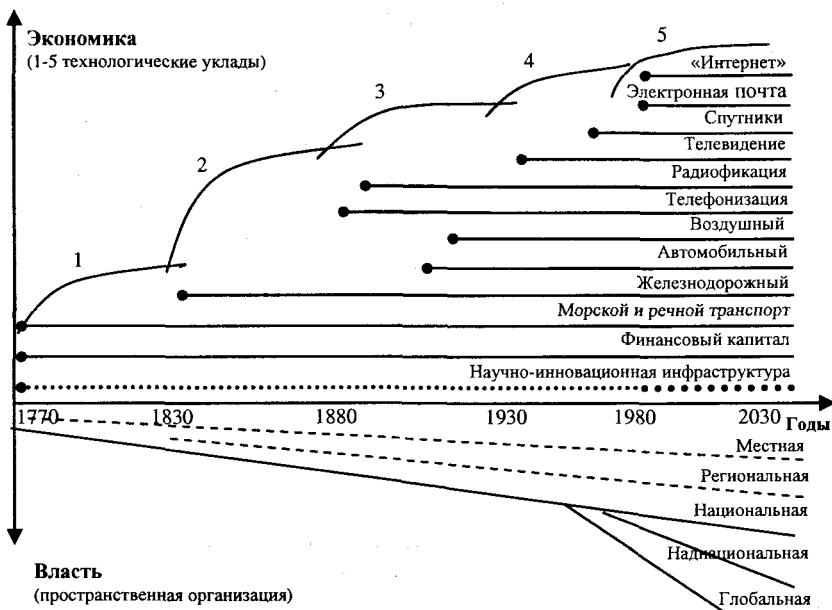 Экономика
(1-5 технологические уклады)
1
2
3
4
5
«Интернет»
Электронная почта
Спутники
Телевидение
Радиофикация
Телефонизация
Воздушный
Автомобильный
Железнодорожный
Морской и речной транспорт
Финансовый капитал
Научно-инновационная инфраструктура
1770 1830 1880 1930 1980 2030 Годы
Местная
Региональная
Национальная
Наднациональная
Глобальная
Власть
(пространственная организация)